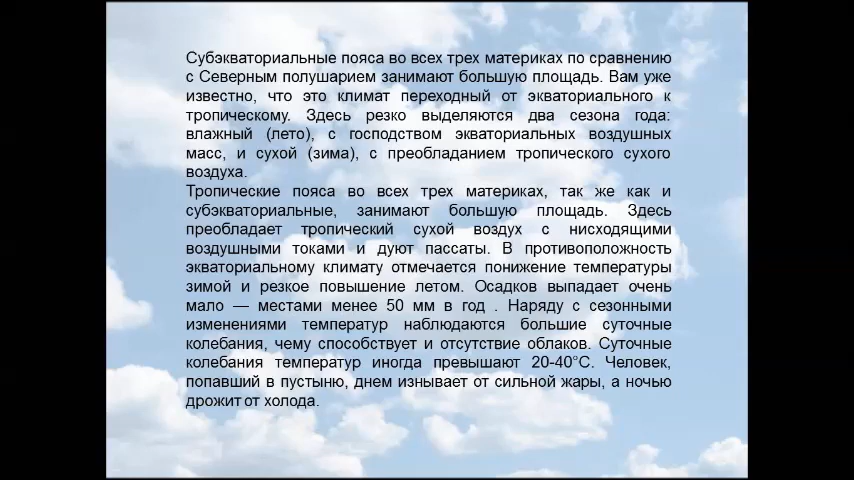 Субэкваториальные пояса во всех трех материках по сравнению
с Северным полушарием занимают большую площадь. Вам уже
известно, что это климат переходный от экваториального к
тропическому. Здесь резко выделяются два сезона года:
влажный (лето), с господством экваториальных воздушных
масс, и сухой (зима), с преобладанием тропического сухого
воздуха.
Тропические пояса во всех трех материках, так же как и
субэкваториальные, занимают большую площадь. Здесь
преобладает тропический сухой воздух с нисходящими
воздушными токами и дуют пассаты. В противоположность
экваториальному климату отмечается понижение температуры
зимой и резкое повышение летом. Осадков выпадает очень
мало — местами менее 50 мм в год . Наряду с сезонными
изменениями температур наблюдаются большие суточные
колебания, чему способствует и отсутствие облаков. Суточные
колебания температур иногда превышают 20-40°С. Человек,
попавший в пустыню, днем изнывает от сильной жары, а ночью
дрожит от холода.